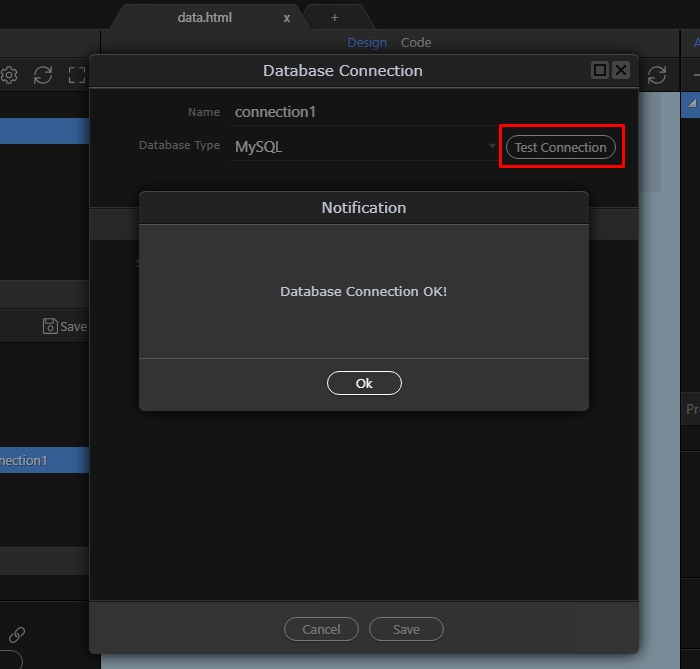 data.html x +
Design Code
Database Connection
Name connection1
Database Type MySQL Test Connection
Notification
Database Connection OK!
Ok
Save
nection1
Cancel Save